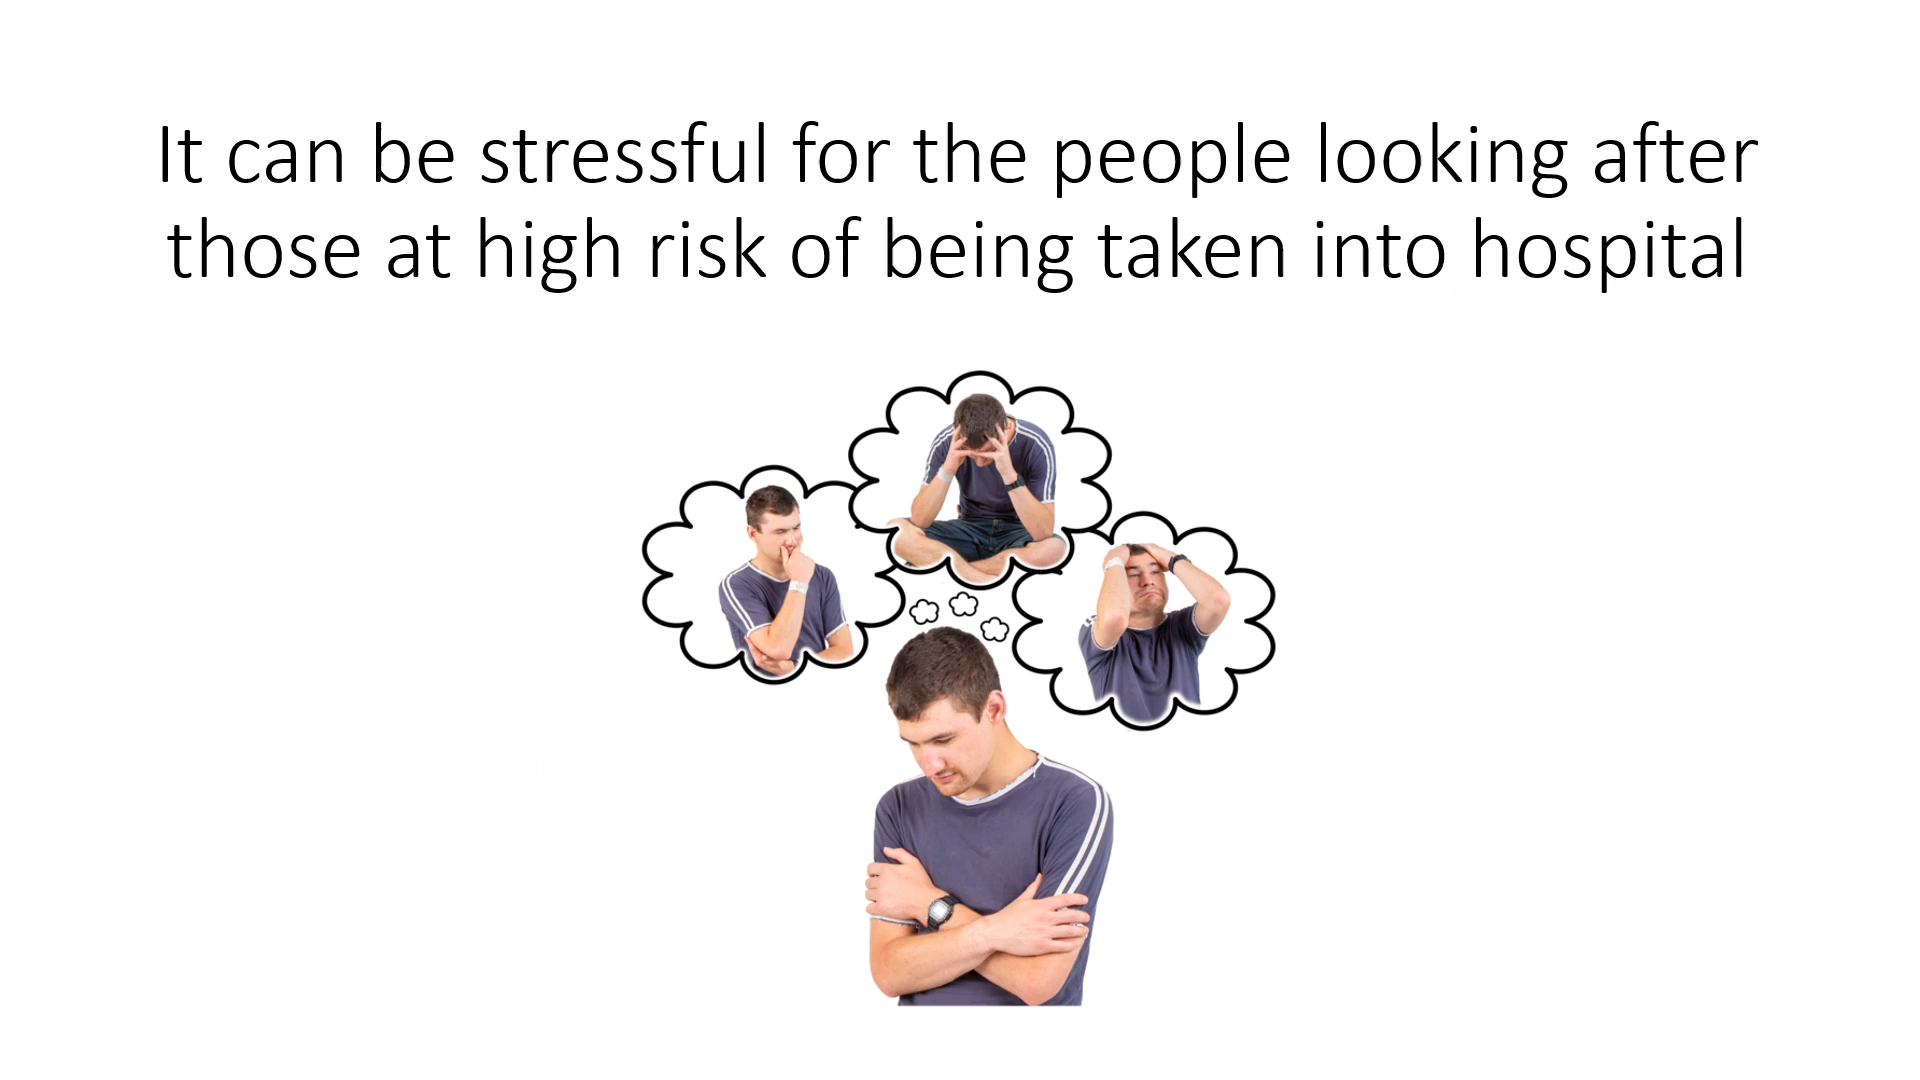 It can be stressful for the people looking after
those at high risk of being taken into hospital